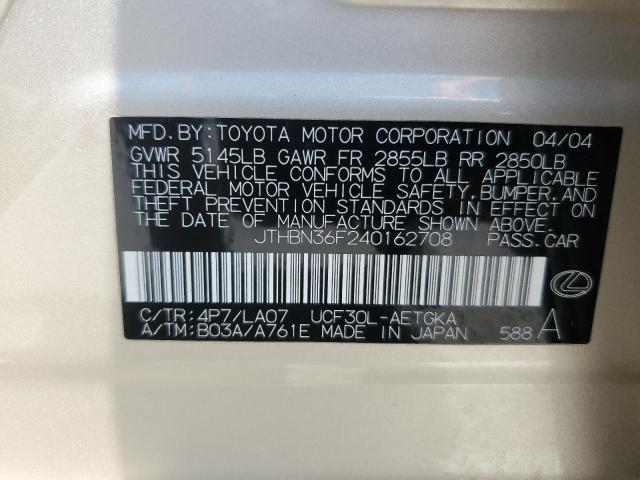 MFD. BY: TOYOTA MOTOR CORPORATION 04/04
GVWR 5145LB GAWR FR 2855LB RR 2850LB
THIS VEHICLE CONFORMS TO ALL APPLICABLE
FEDERAL MOTOR VEHICLE SAFETY, BUMPER, AND
THEFT PREVENTION STANDARDS IN EFFECT ON
THE DATE OF MANUFACTURE SHOWN ABOVE.
JTHBN36F240162708 PASS. CAR
C/TR: 4P7/LA07 UCF30L-AETGKA
A/TM: B03A/A761E MADE IN JAPAN 588 A